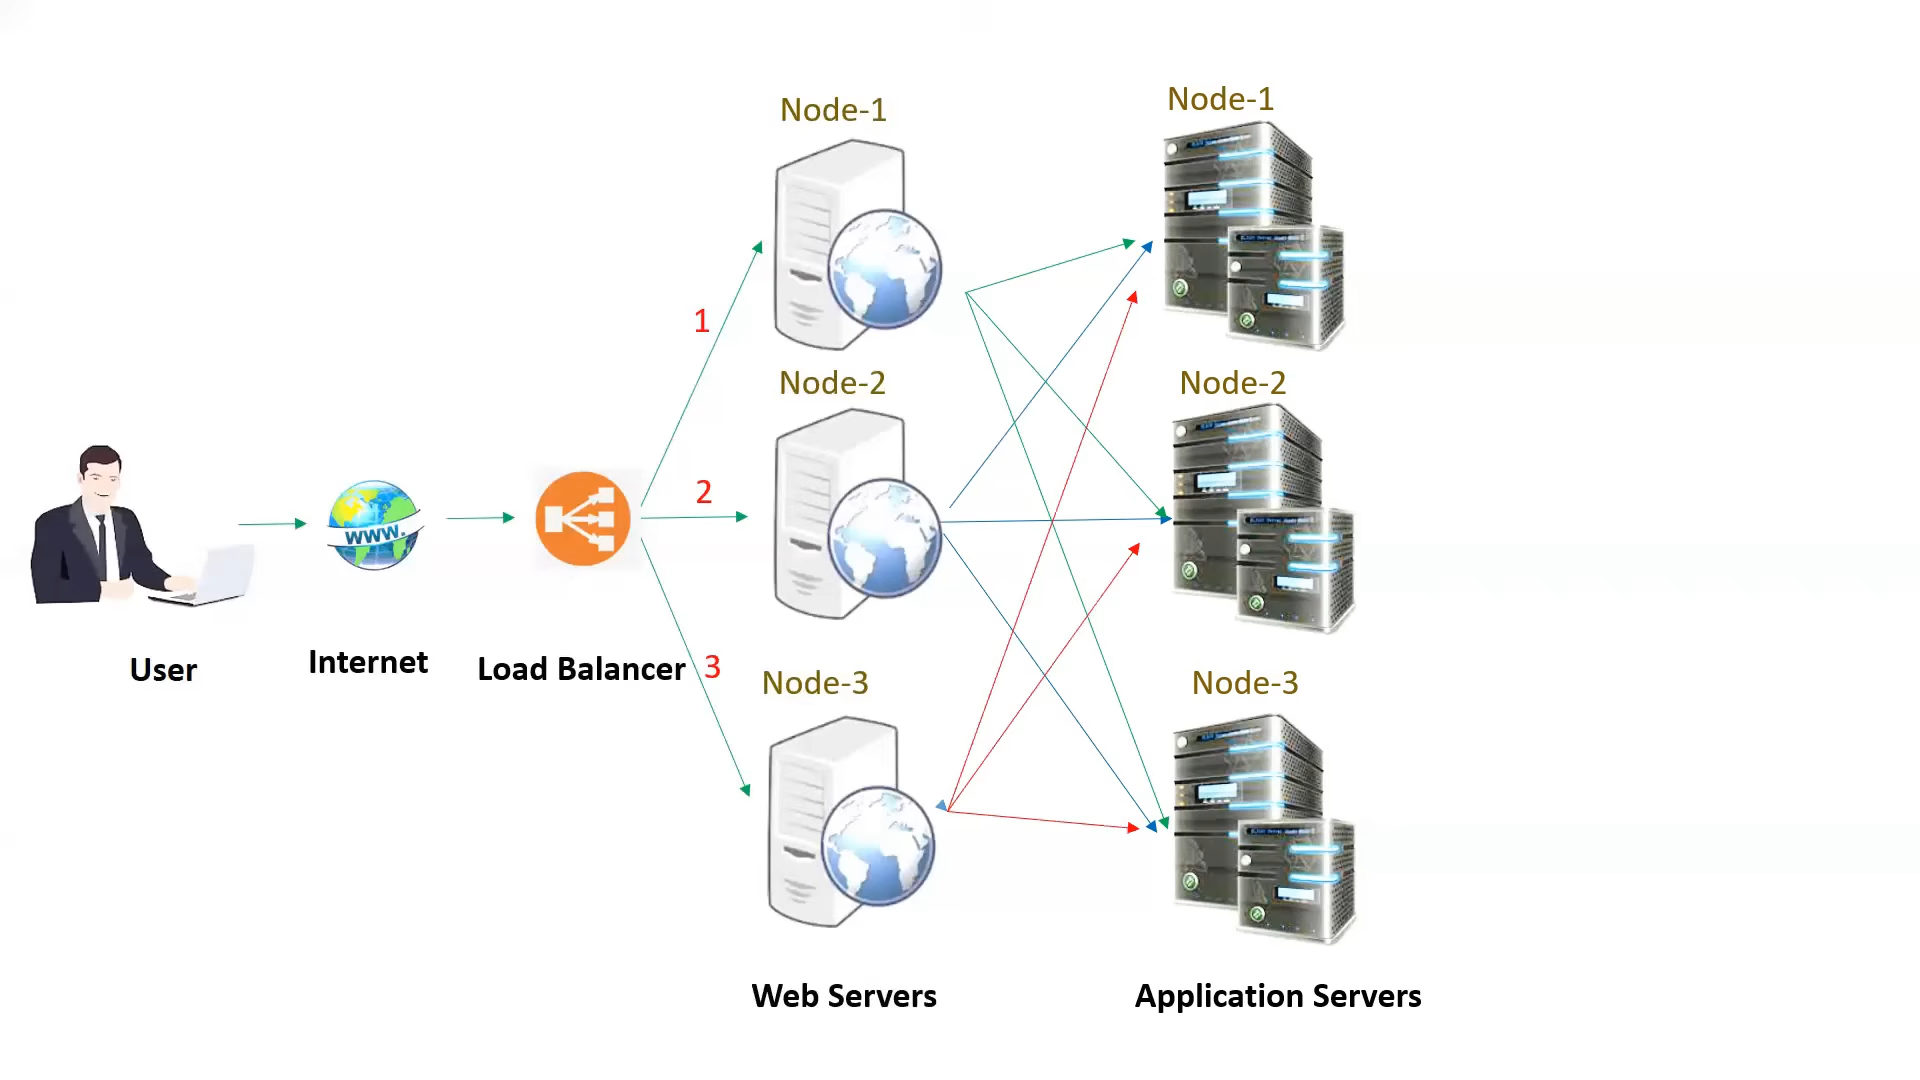 Node-1
Node-1
1
Node-2
Node-2
2
www.
User
Internet
Load Balancer
3
Node-3
Node-3
Web Servers
Application Servers